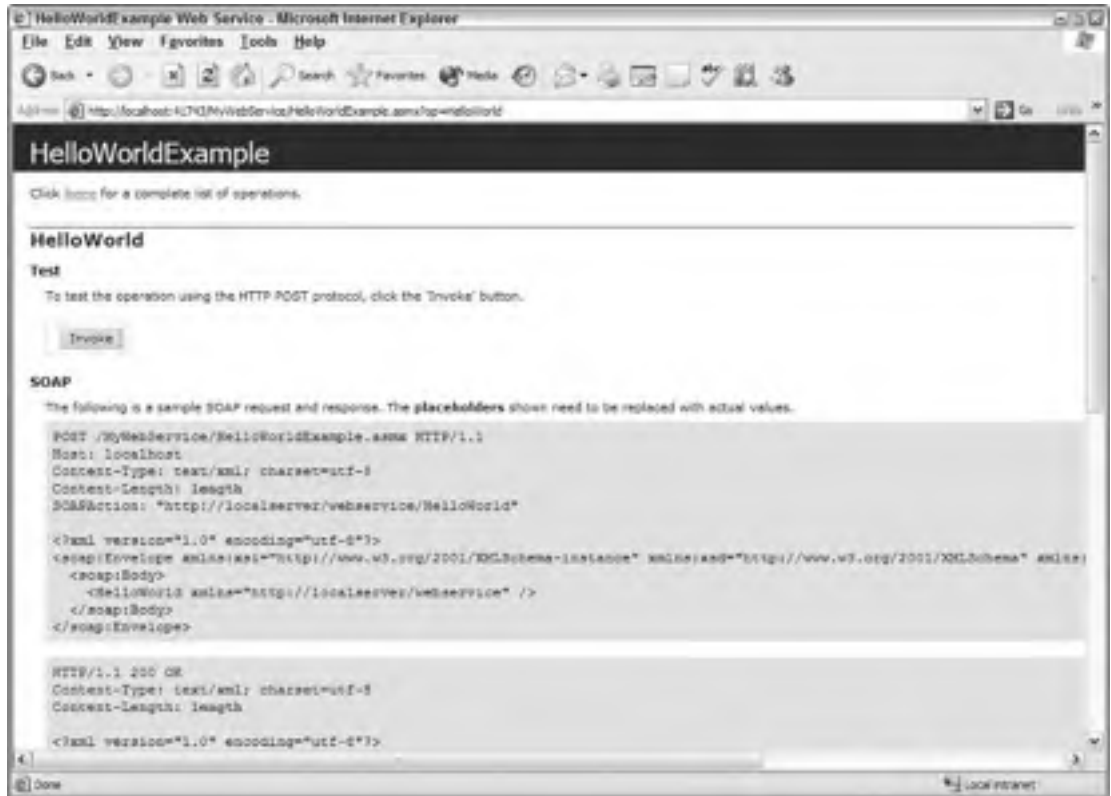 HelloWorldExample Web Service - Microsoft Internet Explorer
File Edit View Favorites Tools Help
Back Search Favorites Media
Address Go Links
HelloWorldExample
Click here for a complete list of operations.
HelloWorld
Test
To test the operation using the HTTP POST protocol, click the 'Invoke' button.
Invoke
SOAP
The following is a sample SOAP request and response. The placeholders shown need to be replaced with actual values.
POST /MyWebService/HelloWorldExample.asmx HTTP/1.1
Host: localhost
Content-Type: text/xml; charset=utf-8
Content-Length: length
SOAPAction: "http://localserver/webservice/HelloWorld"
<?xml version="1.0" encoding="utf-8"?>
<soap:Envelope xmlns:xsi="http://www.w3.org/2001/XMLSchema-instance" xmlns:xsd="http://www.w3.org/2001/XMLSchema" xmlns:
<soap:Body>
<HelloWorld xmlns="http://localserver/webservice" />
</soap:Body>
</soap:Envelope>
HTTP/1.1 200 OK
Content-Type: text/xml; charset=utf-8
Content-Length: length
<?xml version="1.0" encoding="utf-8"?>
Done
Local intranet